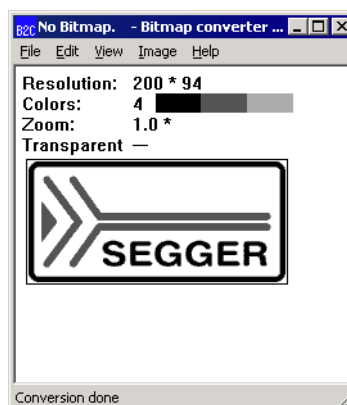 B2C No Bitmap. - Bitmap converter ...
File Edit View Image Help
Resolution: 200 * 94
Colors: 4
Zoom: 1.0 *
Transparent —
SEGGER
Conversion done